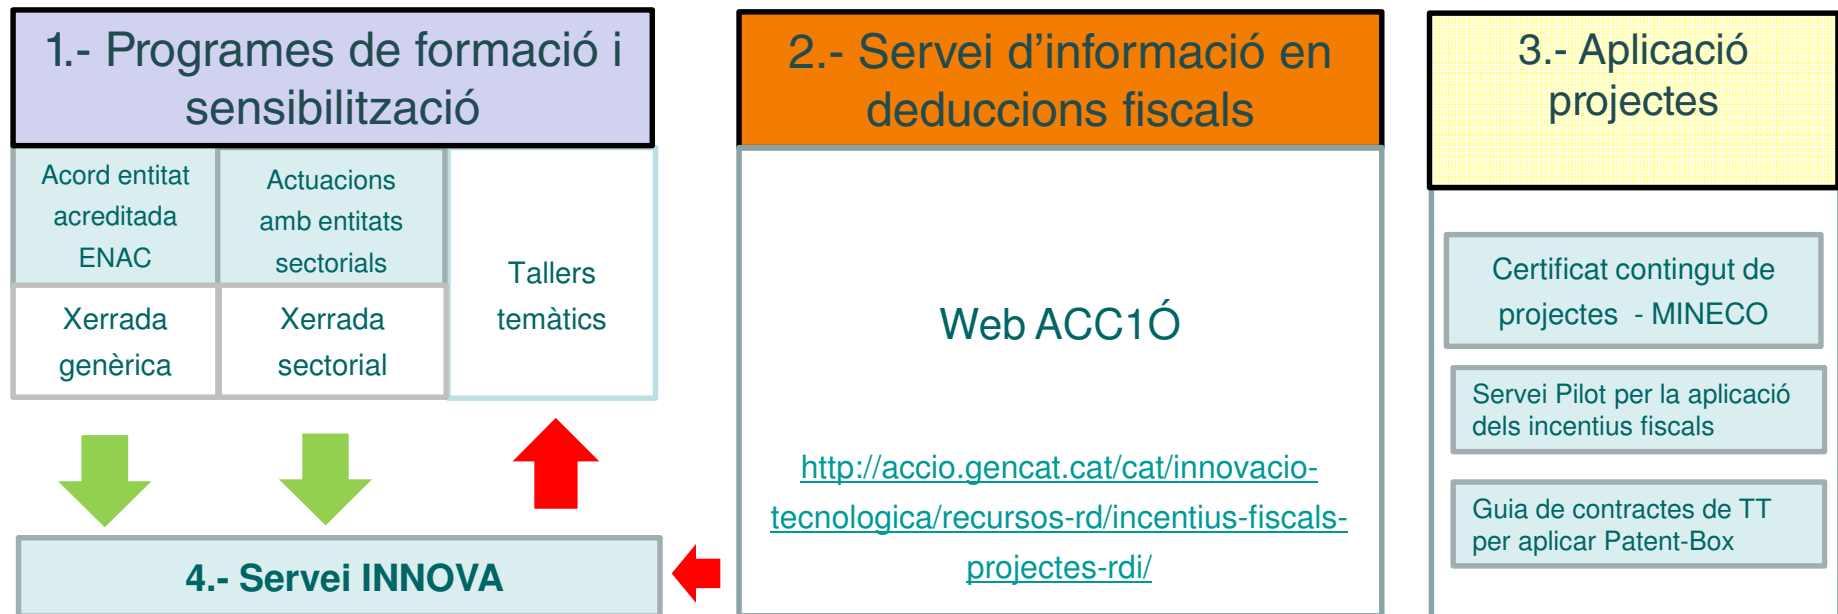 1.- Programes de formació i
sensibilització
Acord entitat
acreditada
ENAC
Actuacions
amb entitats
sectorials
Xerrada
genèrica
Xerrada
sectorial
Tallers
temàtics
4.- Servei INNOVA
2.- Servei d'informació en
deduccions fiscals
Web ACC1Ó
http://accio.gencat.cat/cat/innovacio-
tecnologica/recursos-rd/incentius-fiscals-
projectes-rdi/
3.- Aplicació
projectes
Certificat contingut de
projectes - MINECO
Servei Pilot per la aplicació
dels incentius fiscals
Guia de contractes de TT
per aplicar Patent-Box